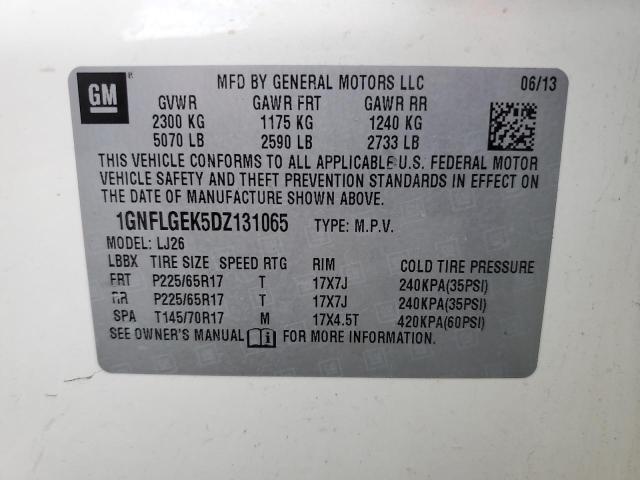 GM
MFD BY GENERAL MOTORS LLC 06/13
GVWR GAWR FRT GAWR RR
2300 KG 1175 KG 1240 KG
5070 LB 2590 LB 2733 LB
THIS VEHICLE CONFORMS TO ALL APPLICABLE U.S. FEDERAL MOTOR
VEHICLE SAFETY AND THEFT PREVENTION STANDARDS IN EFFECT ON
THE DATE OF MANUFACTURE SHOWN ABOVE.
1GNFLGEK5DZ131065 TYPE: M.P.V.
MODEL: LJ26
LBBX TIRE SIZE SPEED RTG RIM COLD TIRE PRESSURE
FRT P225/65R17 T 17X7J 240KPA(35PSI)
RR P225/65R17 T 17X7J 240KPA(35PSI)
SPA T145/70R17 M 17X4.5T 420KPA(60PSI)
SEE OWNER'S MANUAL FOR MORE INFORMATION.